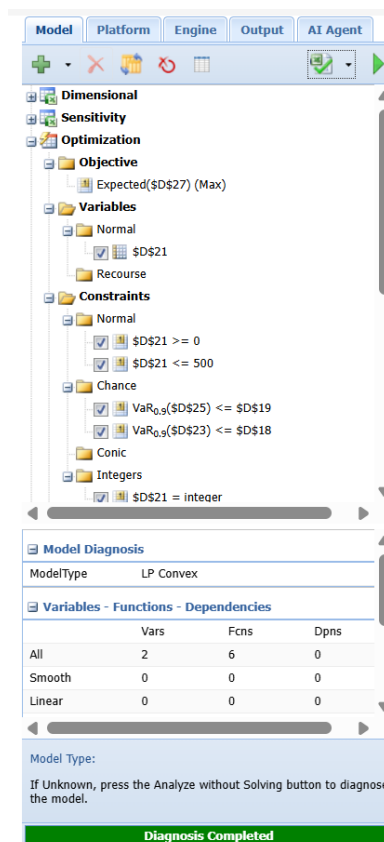 Model Platform Engine Output AI Agent
Dimensional
Sensitivity
Optimization
Objective
Expected($D$27) (Max)
Variables
Normal
$D$21
Recourse
Constraints
Normal
$D$21 >= 0
$D$21 <= 500
Chance
VaR0.9($D$25) <= $D$19
VaR0.9($D$23) <= $D$18
Conic
Integers
$D$21 = integer
Model Diagnosis
ModelType LP Convex
Variables - Functions - Dependencies
Vars Fcns Dpns
All 2 6 0
Smooth 0 0 0
Linear 0 0 0
Model Type:
If Unknown, press the Analyze without Solving button to diagnose
the model.
Diagnosis Completed